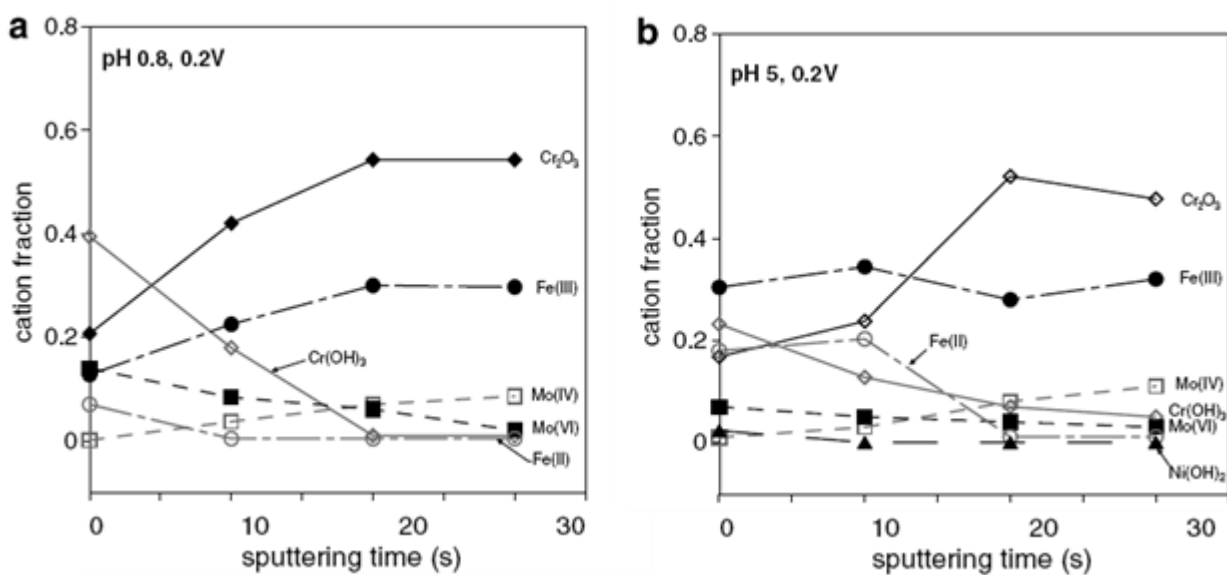 a
pH 0.8, 0.2V
cation fraction
0.8
0.6
0.4
0.2
0
Cr₂O₃
Fe(III)
Cr(OH)₃
Mo(IV)
Mo(VI)
Fe(II)
0 10 20 30
sputtering time (s)
b
pH 5, 0.2V
cation fraction
0.8
0.6
0.4
0.2
0
Cr₂O₃
Fe(III)
Fe(II)
Mo(IV)
Cr(OH)₃
Mo(VI)
Ni(OH)₂
0 10 20 30
sputtering time (s)